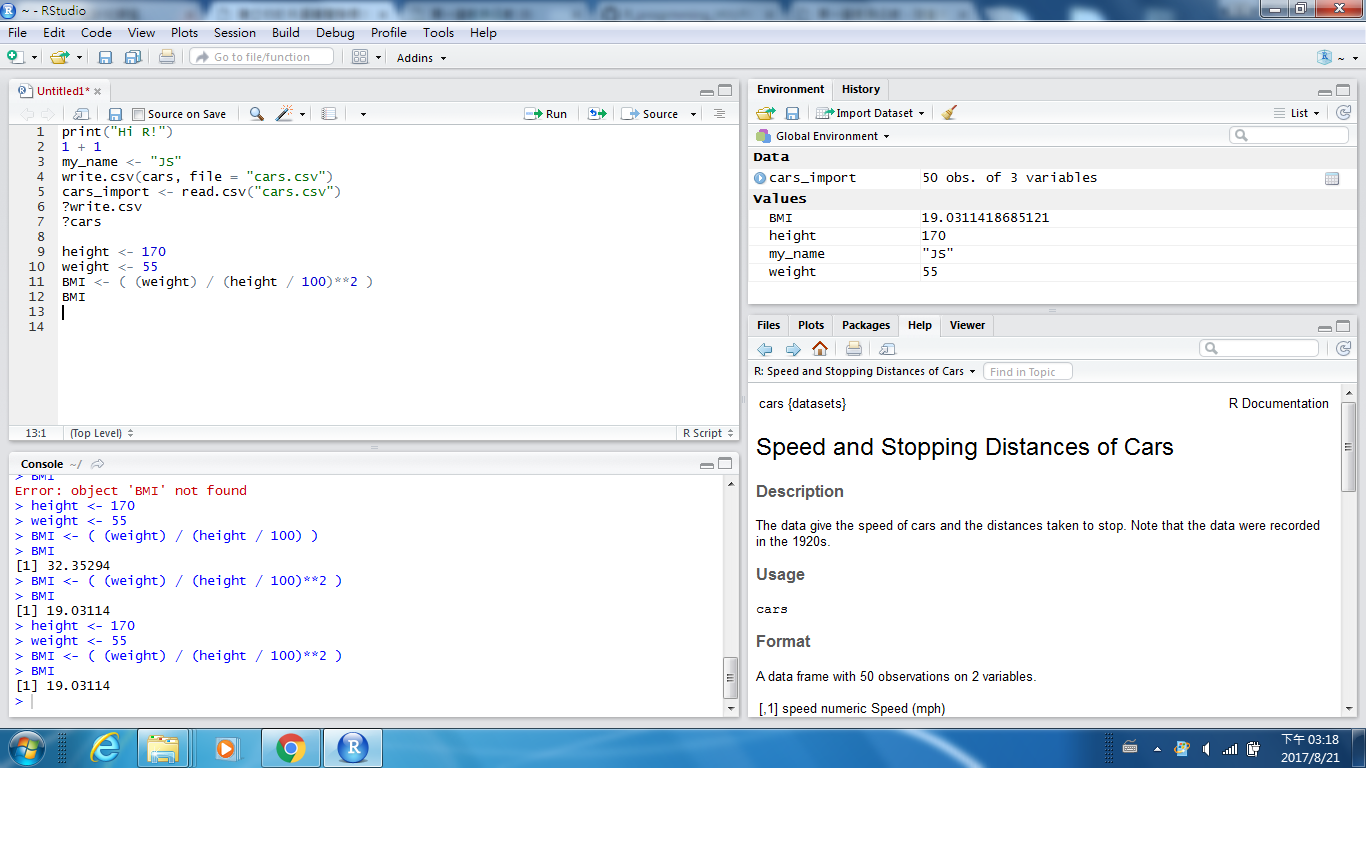 ~ - RStudio
File Edit Code View Plots Session Build Debug Profile Tools Help
Go to file/function Addins ~
Untitled1*
Source on Save Run Source
1 print("Hi R!")
2 1 + 1
3 my_name <- "JS"
4 write.csv(cars, file = "cars.csv")
5 cars_import <- read.csv("cars.csv")
6 ?write.csv
7 ?cars
8
9 height <- 170
10 weight <- 55
11 BMI <- ( (weight) / (height / 100)**2 )
12 BMI
13
14
13:1 (Top Level) R Script
Console ~/
> BMI
Error: object 'BMI' not found
> height <- 170
> weight <- 55
> BMI <- ( (weight) / (height / 100) )
> BMI
[1] 32.35294
> BMI <- ( (weight) / (height / 100)**2 )
> BMI
[1] 19.03114
> height <- 170
> weight <- 55
> BMI <- ( (weight) / (height / 100)**2 )
> BMI
[1] 19.03114
>
Environment History
Import Dataset List
Global Environment
Data
cars_import 50 obs. of 3 variables
Values
BMI 19.0311418685121
height 170
my_name "JS"
weight 55
Files Plots Packages Help Viewer
R: Speed and Stopping Distances of Cars Find in Topic
cars {datasets} R Documentation
Speed and Stopping Distances of Cars
Description
The data give the speed of cars and the distances taken to stop. Note that the data were recorded
in the 1920s.
Usage
cars
Format
A data frame with 50 observations on 2 variables.
[,1] speed numeric Speed (mph)
下午 03:18
2017/8/21